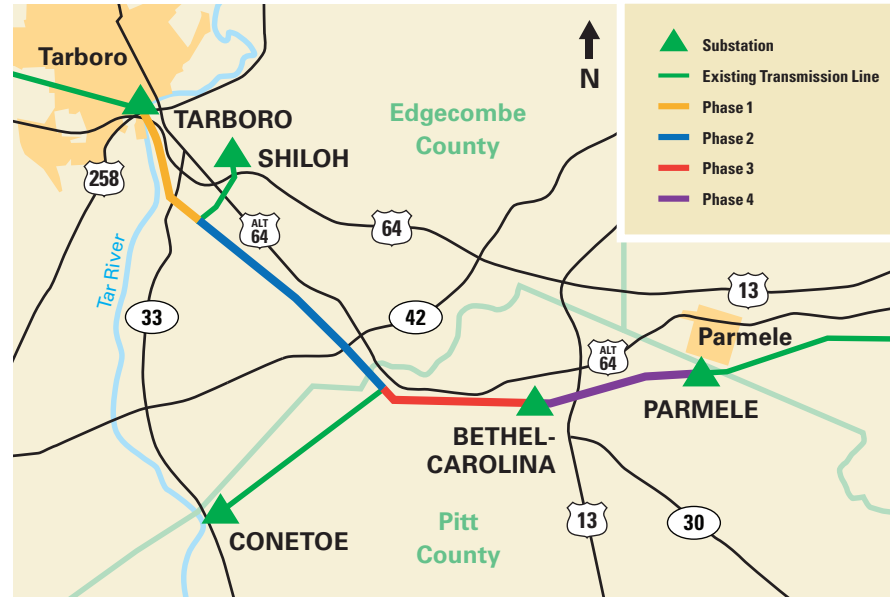 Tarboro
TARBORO
SHILOH
Edgecombe
County
N
Substation
Existing Transmission Line
Phase 1
Phase 2
Phase 3
Phase 4
258
ALT
64
64
13
Tar River
33
42
ALT
64
Parmele
PARMELE
BETHEL-
CAROLINA
CONETOE
Pitt
County
13
30